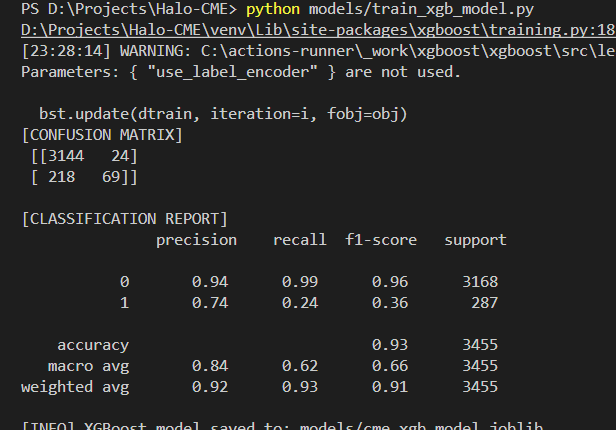 PS D:\Projects\Halo-CME> python models/train_xgb_model.py
D:\Projects\Halo-CME\venv\Lib\site-packages\xgboost\training.py:18
[23:28:14] WARNING: C:\actions-runner\_work\xgboost\xgboost\src\le
Parameters: { "use_label_encoder" } are not used.
bst.update(dtrain, iteration=i, fobj=obj)
[CONFUSION MATRIX]
[[3144 24]
[ 218 69]]
[CLASSIFICATION REPORT]
precision recall f1-score support
0 0.94 0.99 0.96 3168
1 0.74 0.24 0.36 287
accuracy 0.93 3455
macro avg 0.84 0.62 0.66 3455
weighted avg 0.92 0.93 0.91 3455
[INFO] XGBoost model saved to: models/cme_xgb_model.joblib